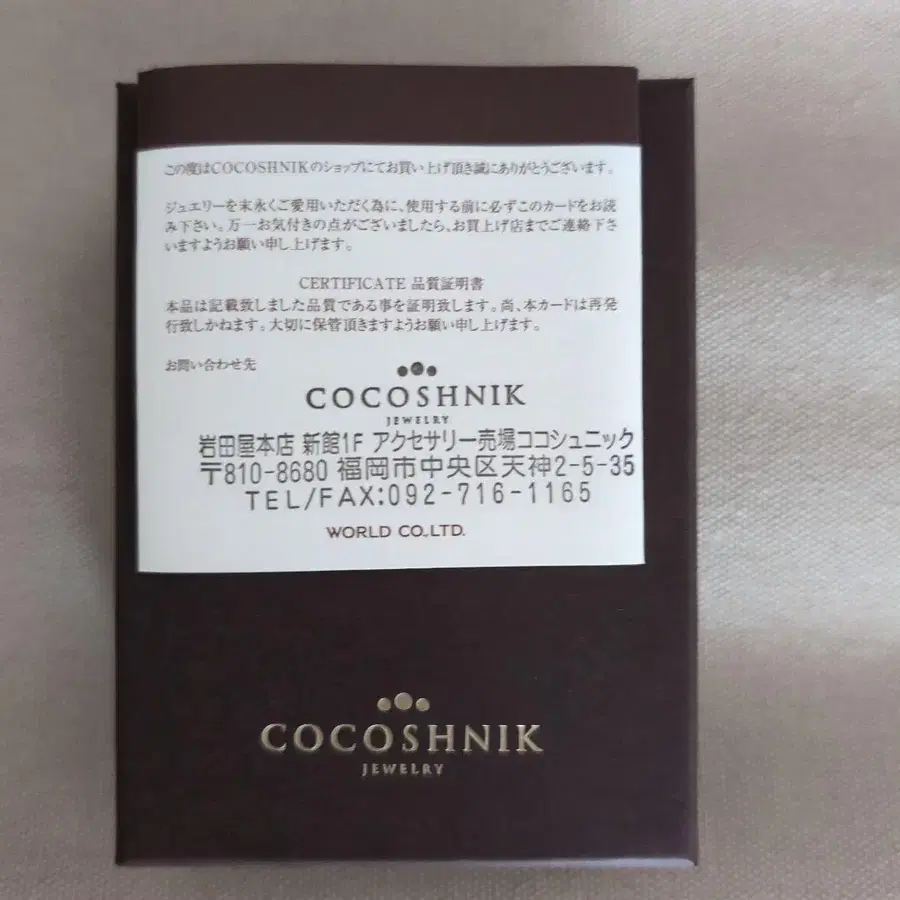 この度はCOCOSHNIKのショップにてお買い上げ頂き誠にありがとうございます。
ジュエリーを末永くご愛用いただく為に、使用する前に必ずこのカードをお読
み下さい。万一お気付きの点がございましたら、お買上げ店までご連絡下さ
いますようお願い申し上げます。
CERTIFICATE 品質証明書
本品は記載致しました品質である事を証明致します。尚、本カードは再発
行致しかねます。大切に保管頂きますようお願い申し上げます。
お問い合わせ先
COCOSHNIK
JEWELRY
岩田屋本店 新館1F アクセサリー売場ココシュニック
〒810-8680 福岡市中央区天神2-5-35
TEL/FAX:092-716-1165
WORLD CO.,LTD.
COCOSHNIK
JEWELRY